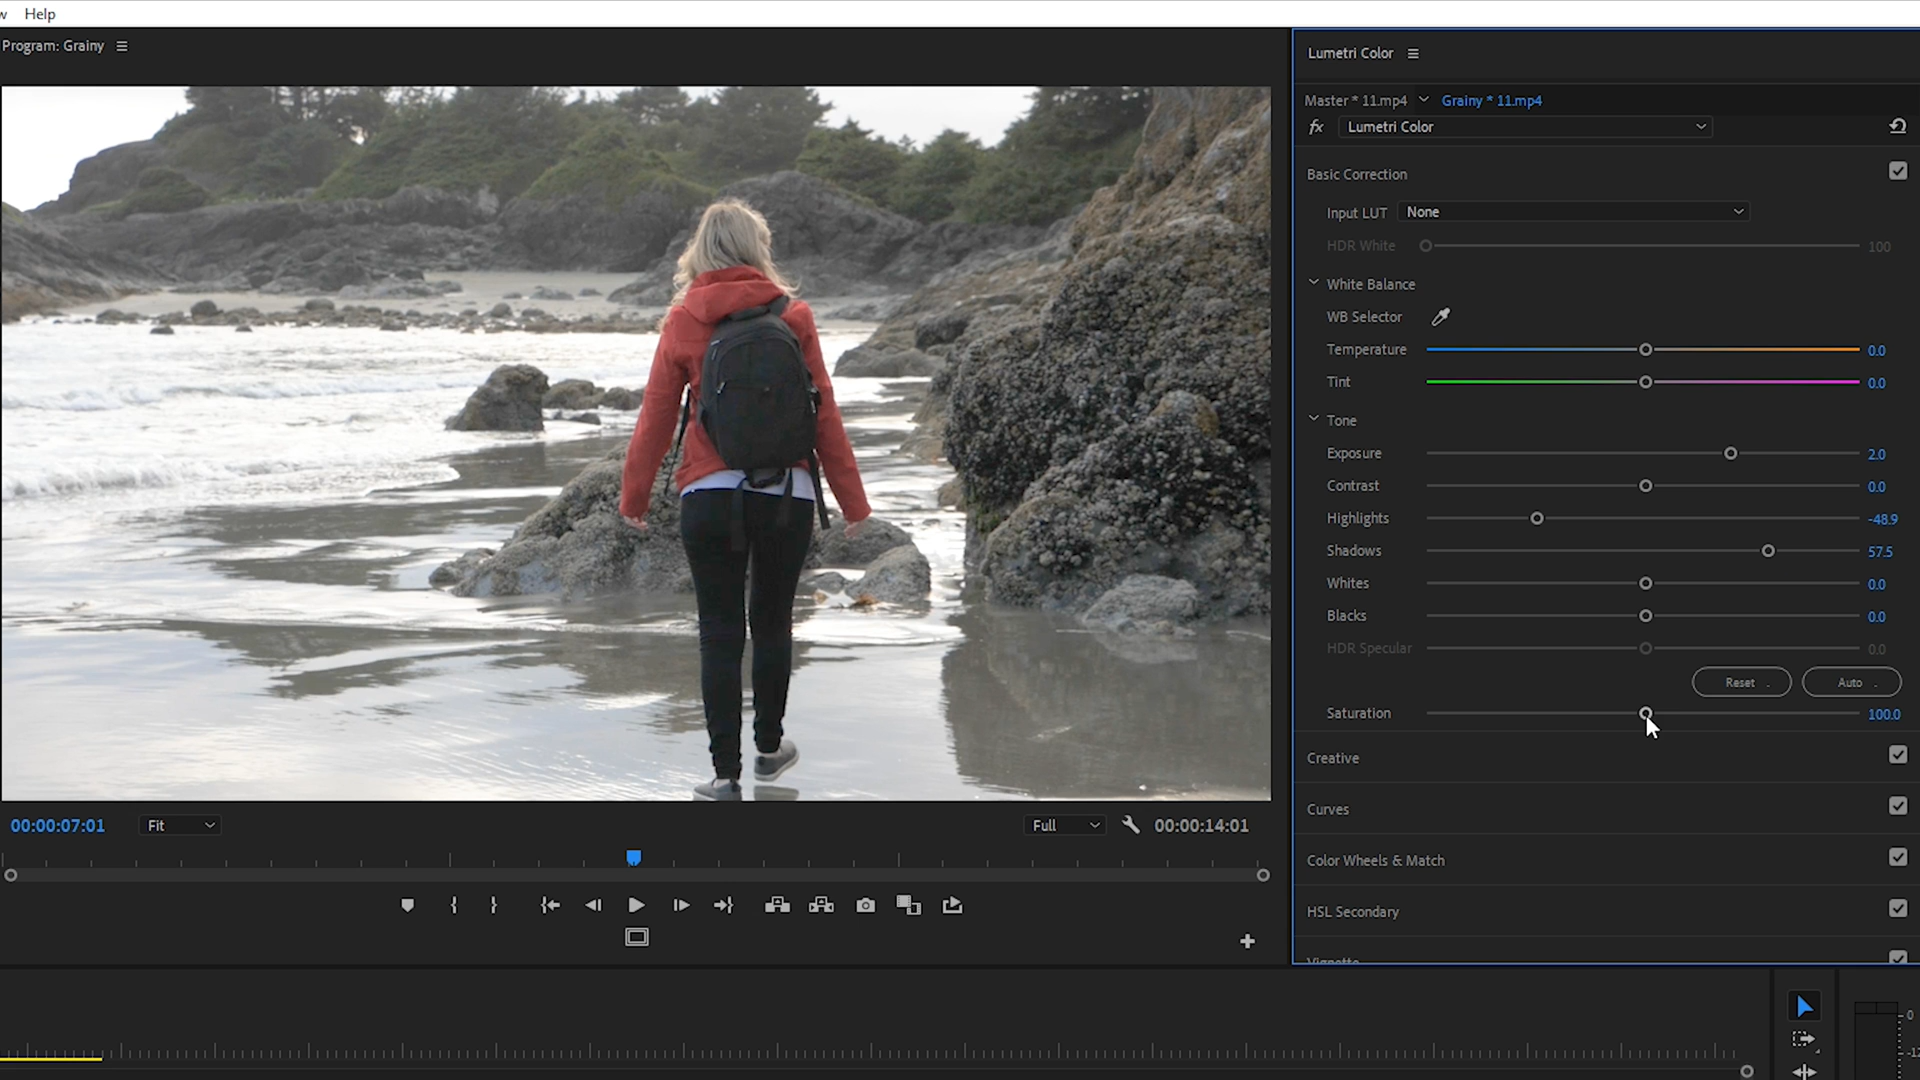 Help
Program: Grainy
Lumetri Color
Master * 11.mp4 Grainy * 11.mp4
fx Lumetri Color
Basic Correction
Input LUT None
HDR White 100
White Balance
WB Selector
Temperature 0.0
Tint 0.0
Tone
Exposure 2.0
Contrast 0.0
Highlights -48.9
Shadows 57.5
Whites 0.0
Blacks 0.0
HDR Specular 0.0
Reset Auto
Saturation 100.0
Creative
Curves
Color Wheels & Match
HSL Secondary
Vignette
00:00:07:01 Fit Full 00:00:14:01
0